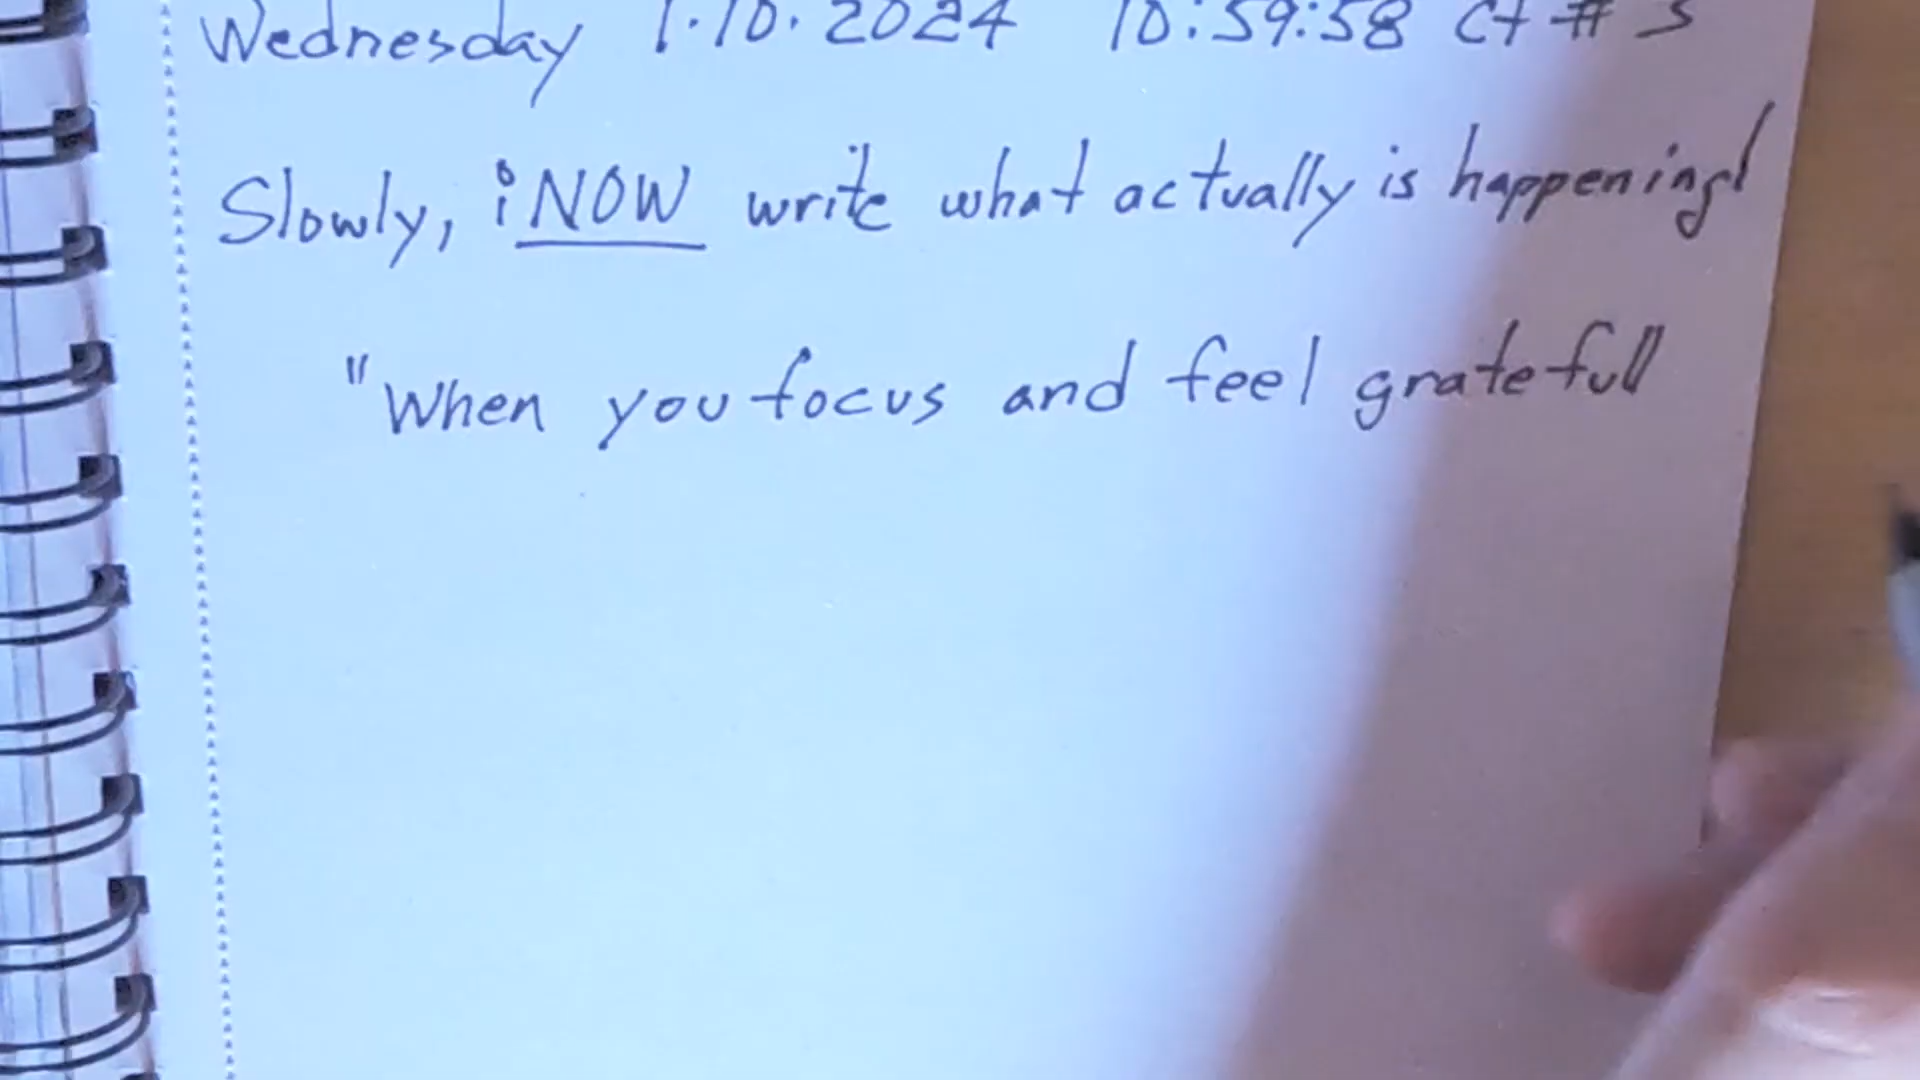 Wednesday 1.10.2024 10:59:58 Ct # 3
Slowly, iNOW write what actually is happening!
"When you focus and feel gratefull